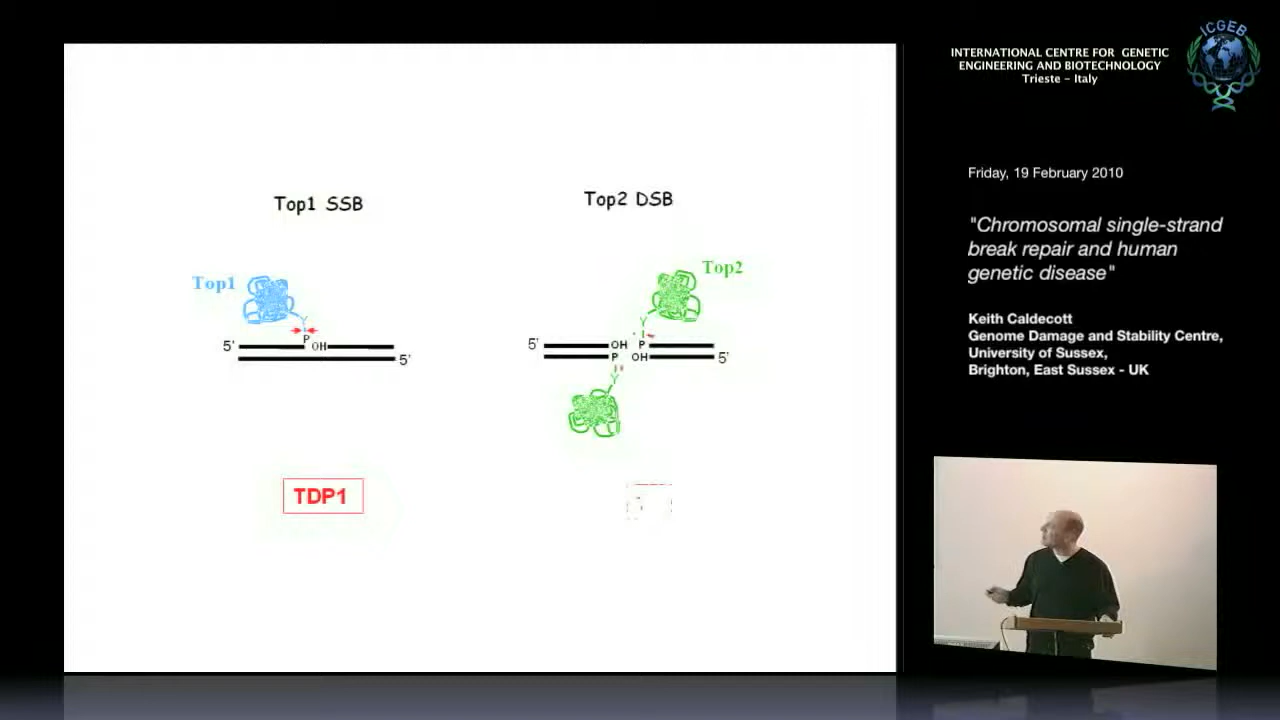 Top1 SSB
Top2 DSB
Top1
Y
P
OH
5'
5'
Top2
Y
5'
OH
P
P
OH
5'
Y
TDP1
ICGEB
INTERNATIONAL CENTRE FOR GENETIC
ENGINEERING AND BIOTECHNOLOGY
Trieste - Italy
Friday, 19 February 2010
"Chromosomal single-strand
break repair and human
genetic disease"
Keith Caldecott
Genome Damage and Stability Centre,
University of Sussex,
Brighton, East Sussex - UK